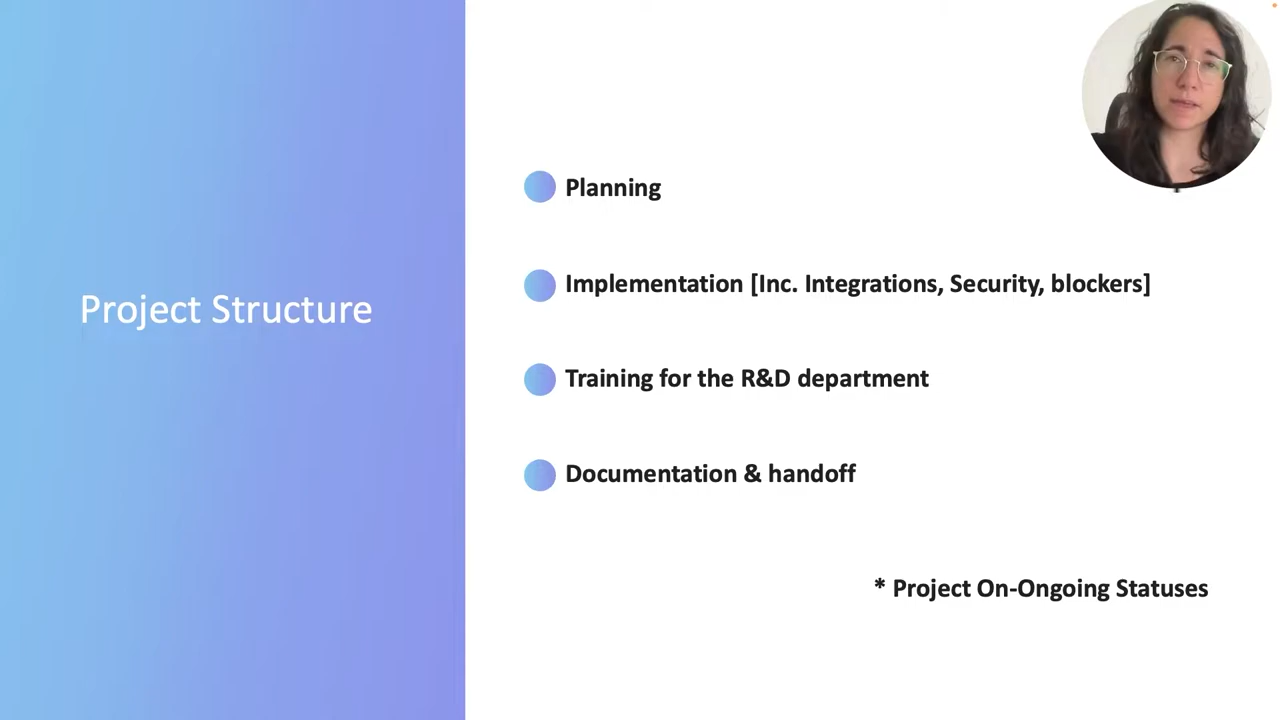 Project Structure
Planning
Implementation [Inc. Integrations, Security, blockers]
Training for the R&D department
Documentation & handoff
* Project On-Ongoing Statuses